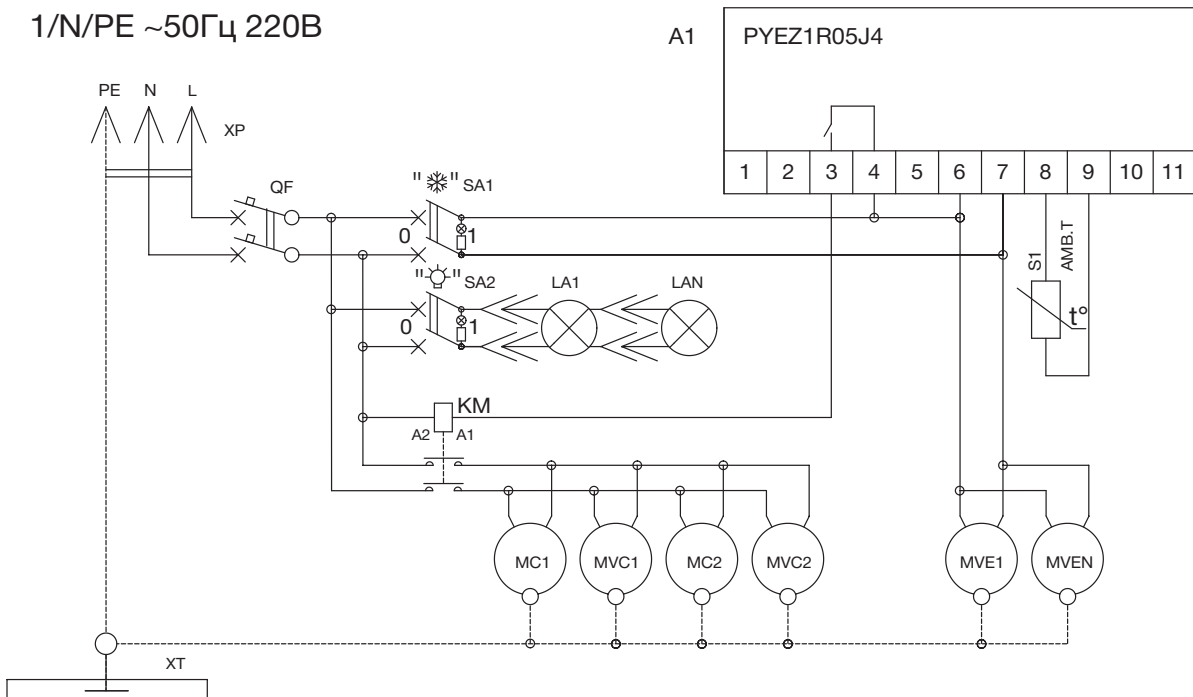 1/N/PE ~50Гц 220В
A1
PYEZ1R05J4
PE N L
XP
1 2 3 4 5 6 7 8 9 10 11
QF
" " SA1
0 1
" " SA2
LA1
LAN
0 1
S1
AMB.T
t°
KM
A2 A1
MC1
MVC1
MC2
MVC2
MVE1
MVEN
XT